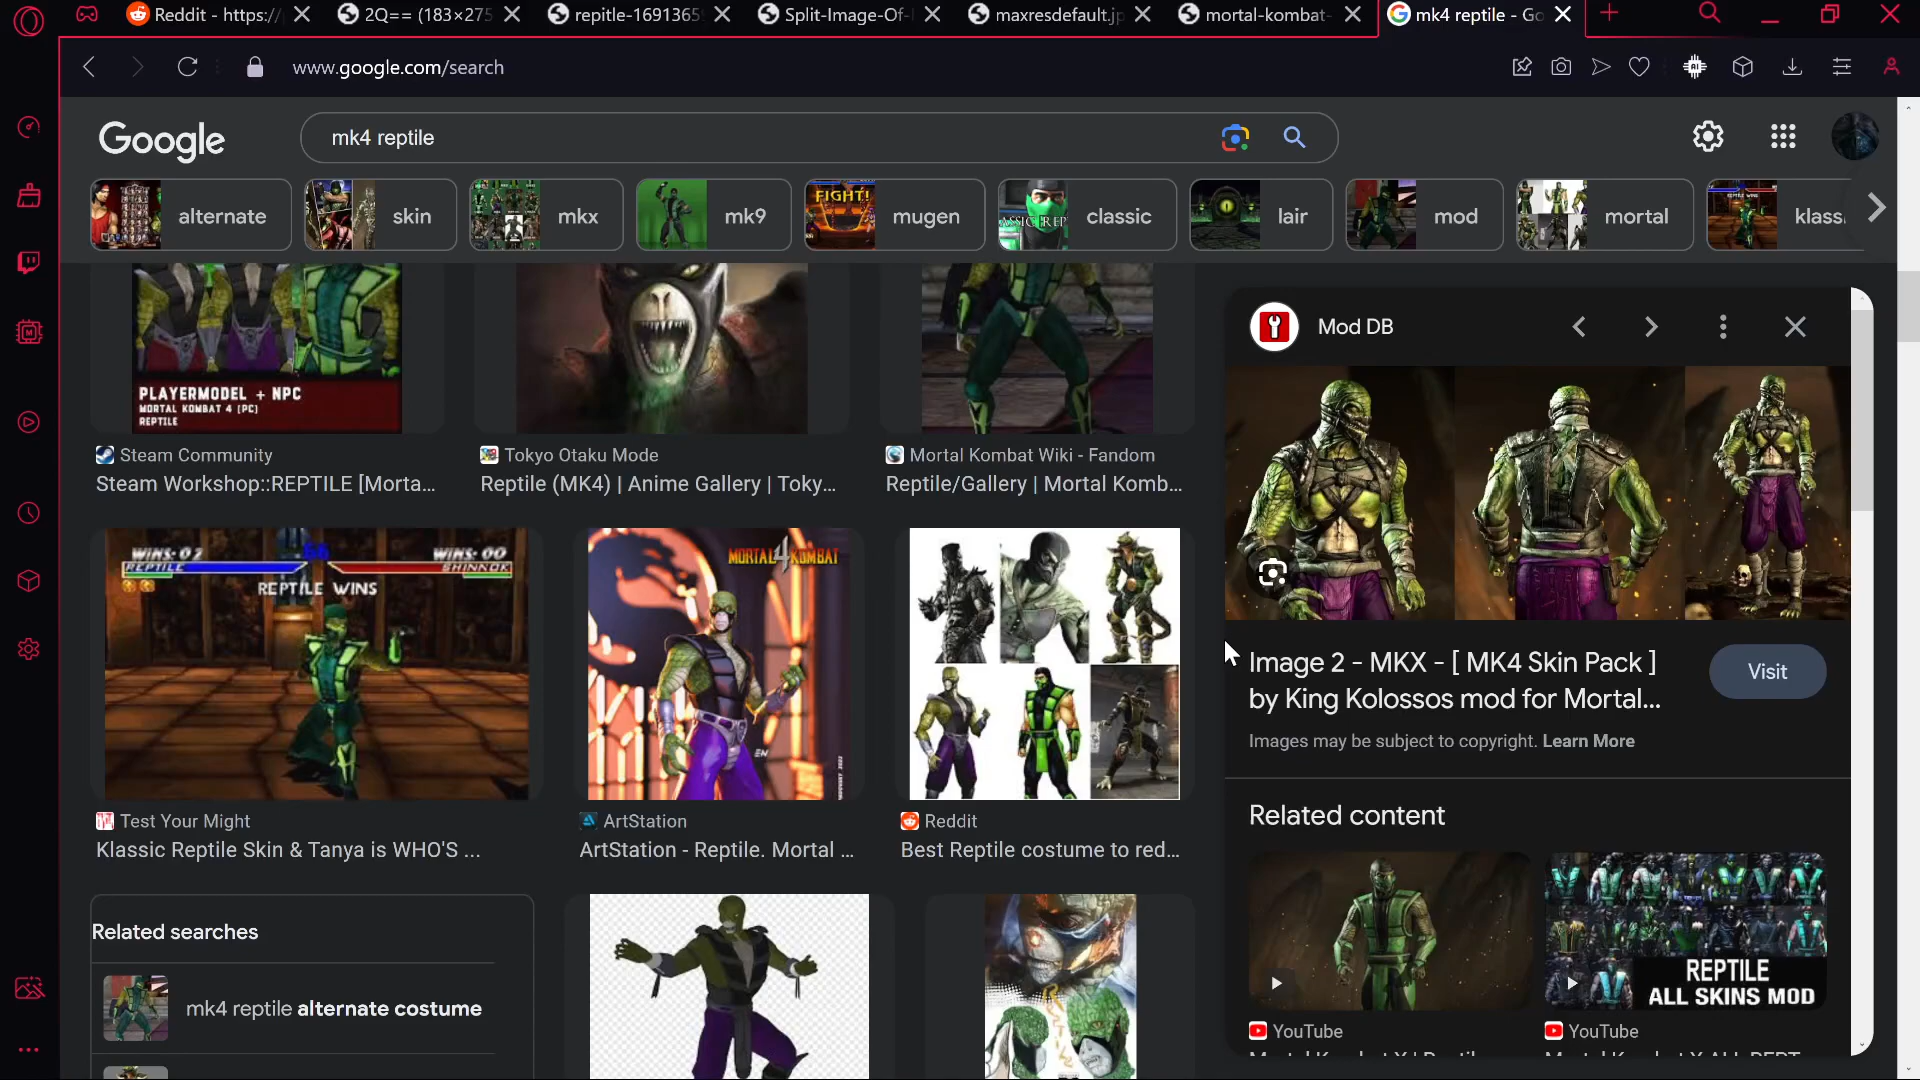 Reddit - https://
2Q== (183×275
repitle-1691365
Split-Image-Of-
maxresdefault.jp
mortal-kombat-
mk4 reptile - Go
www.google.com/search
Google
mk4 reptile
alternate
skin
mkx
mk9
FIGHT!
mugen
classic
lair
mod
mortal
klass
PLAYERMODEL + NPC
MORTAL KOMBAT 4 (PC)
REPTILE
Steam Community
Steam Workshop::REPTILE [Morta...
Tokyo Otaku Mode
Reptile (MK4) | Anime Gallery | Toky...
Mortal Kombat Wiki - Fandom
Reptile/Gallery | Mortal Komb...
Mod DB
WINS: 02
WINS: 00
REPTILE
SHINNOK
REPTILE WINS
MORTAL 4 KOMBAT
Test Your Might
Klassic Reptile Skin & Tanya is WHO'S ...
ArtStation
ArtStation - Reptile. Mortal ...
Reddit
Best Reptile costume to red...
Image 2 - MKX - [ MK4 Skin Pack ]
by King Kolossos mod for Mortal...
Visit
Images may be subject to copyright. Learn More
Related content
REPTILE
ALL SKINS MOD
YouTube
YouTube
Related searches
mk4 reptile alternate costume